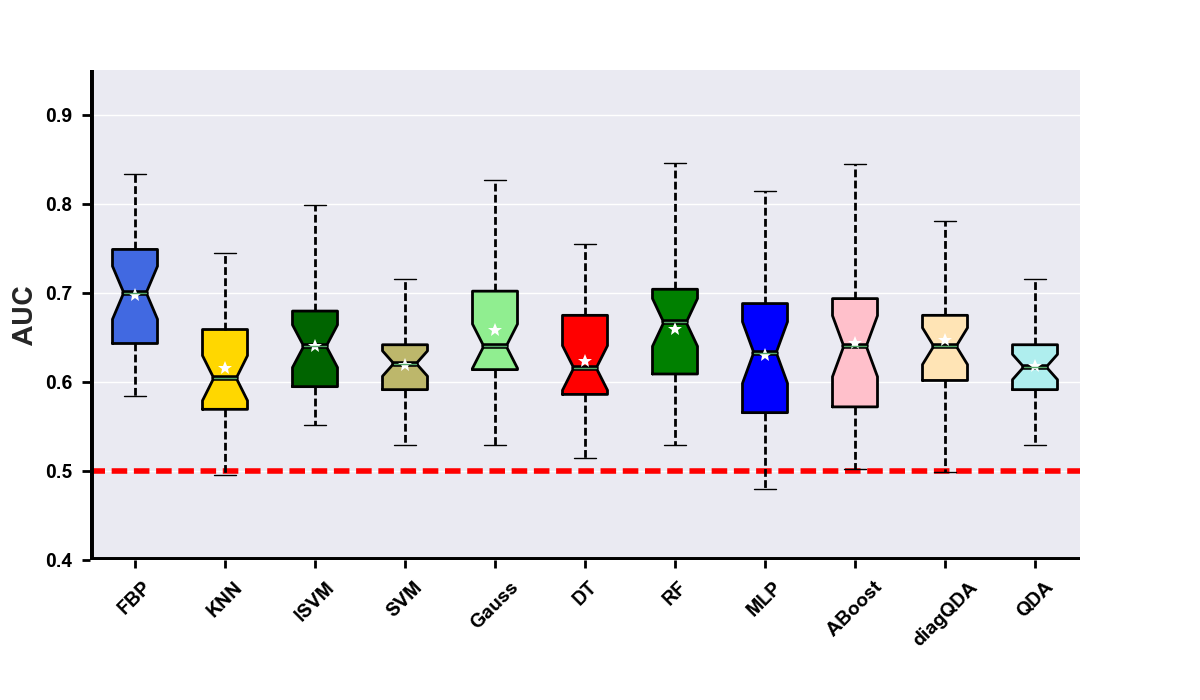 AUC
0.9
0.8
0.7
0.6
0.5
0.4
FBP
KNN
lSVM
SVM
Gauss
DT
RF
MLP
ABoost
diagQDA
QDA